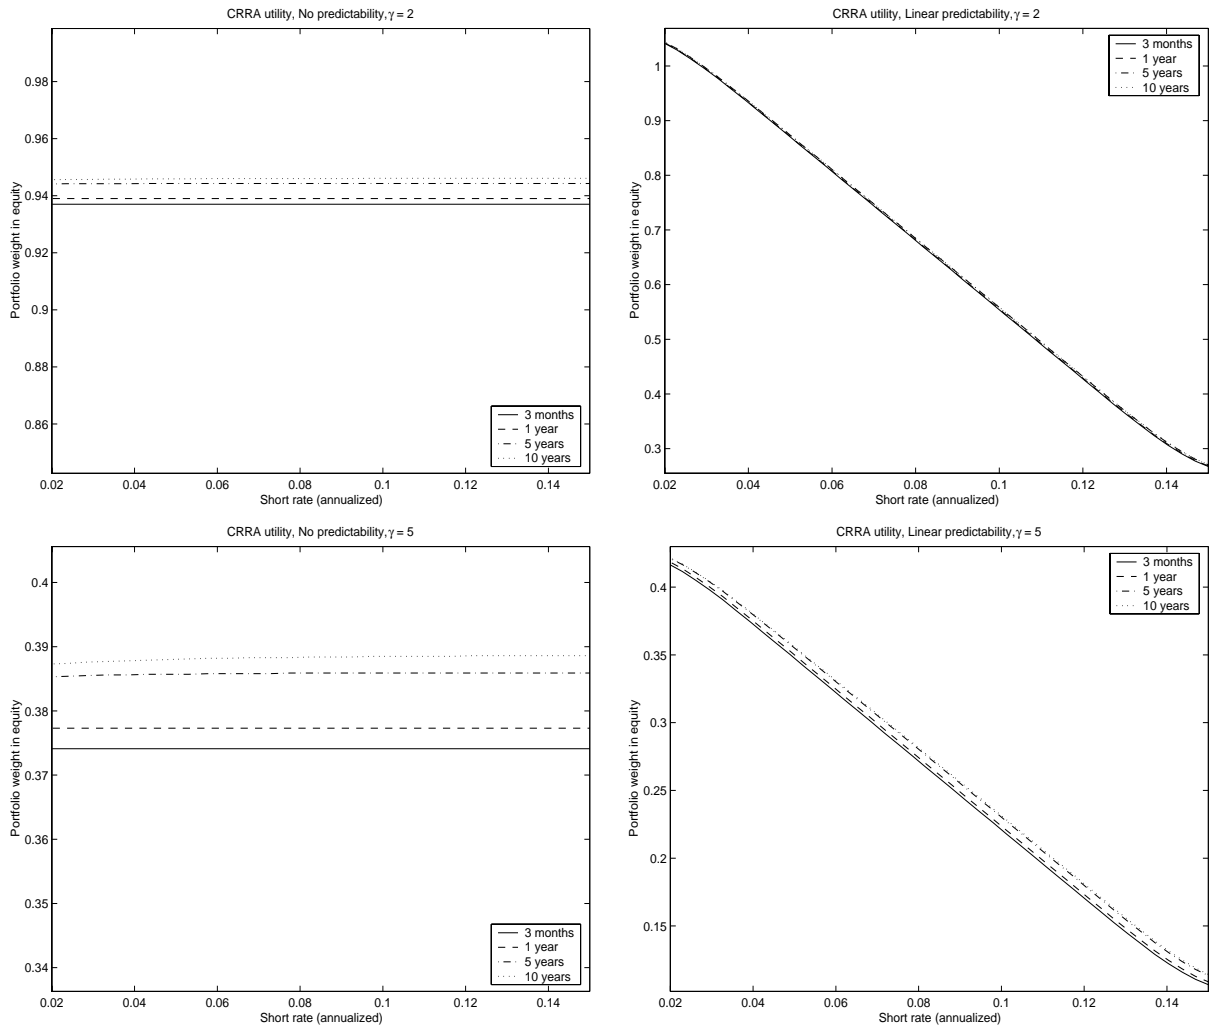 CRRA utility, No predictability,γ = 2
0.98
0.96
0.94
0.92
0.9
0.88
0.86
Portfolio weight in equity
3 months
1 year
5 years
10 years
0.02 0.04 0.06 0.08 0.1 0.12 0.14
Short rate (annualized)
CRRA utility, Linear predictability,γ = 2
1
0.9
0.8
0.7
0.6
0.5
0.4
0.3
Portfolio weight in equity
3 months
1 year
5 years
10 years
0.02 0.04 0.06 0.08 0.1 0.12 0.14
Short rate (annualized)
CRRA utility, No predictability,γ = 5
0.4
0.39
0.38
0.37
0.36
0.35
0.34
Portfolio weight in equity
3 months
1 year
5 years
10 years
0.02 0.04 0.06 0.08 0.1 0.12 0.14
Short rate (annualized)
CRRA utility, Linear predictability,γ = 5
0.4
0.35
0.3
0.25
0.2
0.15
Portfolio weight in equity
3 months
1 year
5 years
10 years
0.02 0.04 0.06 0.08 0.1 0.12 0.14
Short rate (annualized)